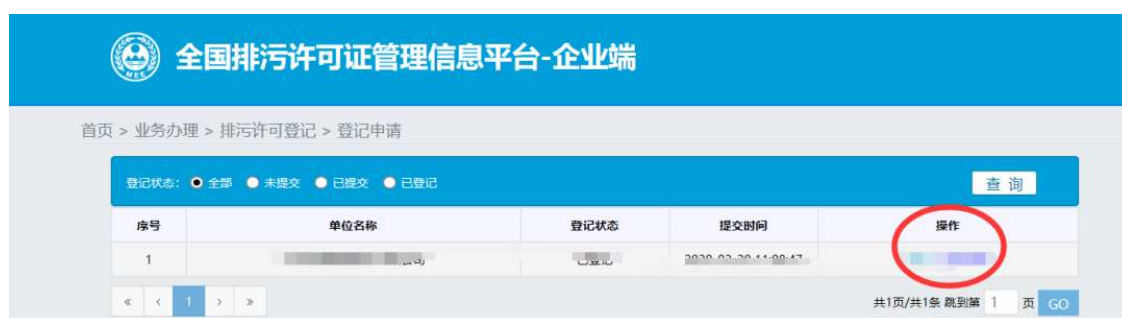 MEE
全国排污许可证管理信息平台-企业端
首页 > 业务办理 > 排污许可登记 > 登记申请
登记状态： 全部 未提交 已提交 已登记 查 询
序号 单位名称 登记状态 提交时间 操作
1
« < 1 > » 共1页/共1条 跳到第 1 页 GO